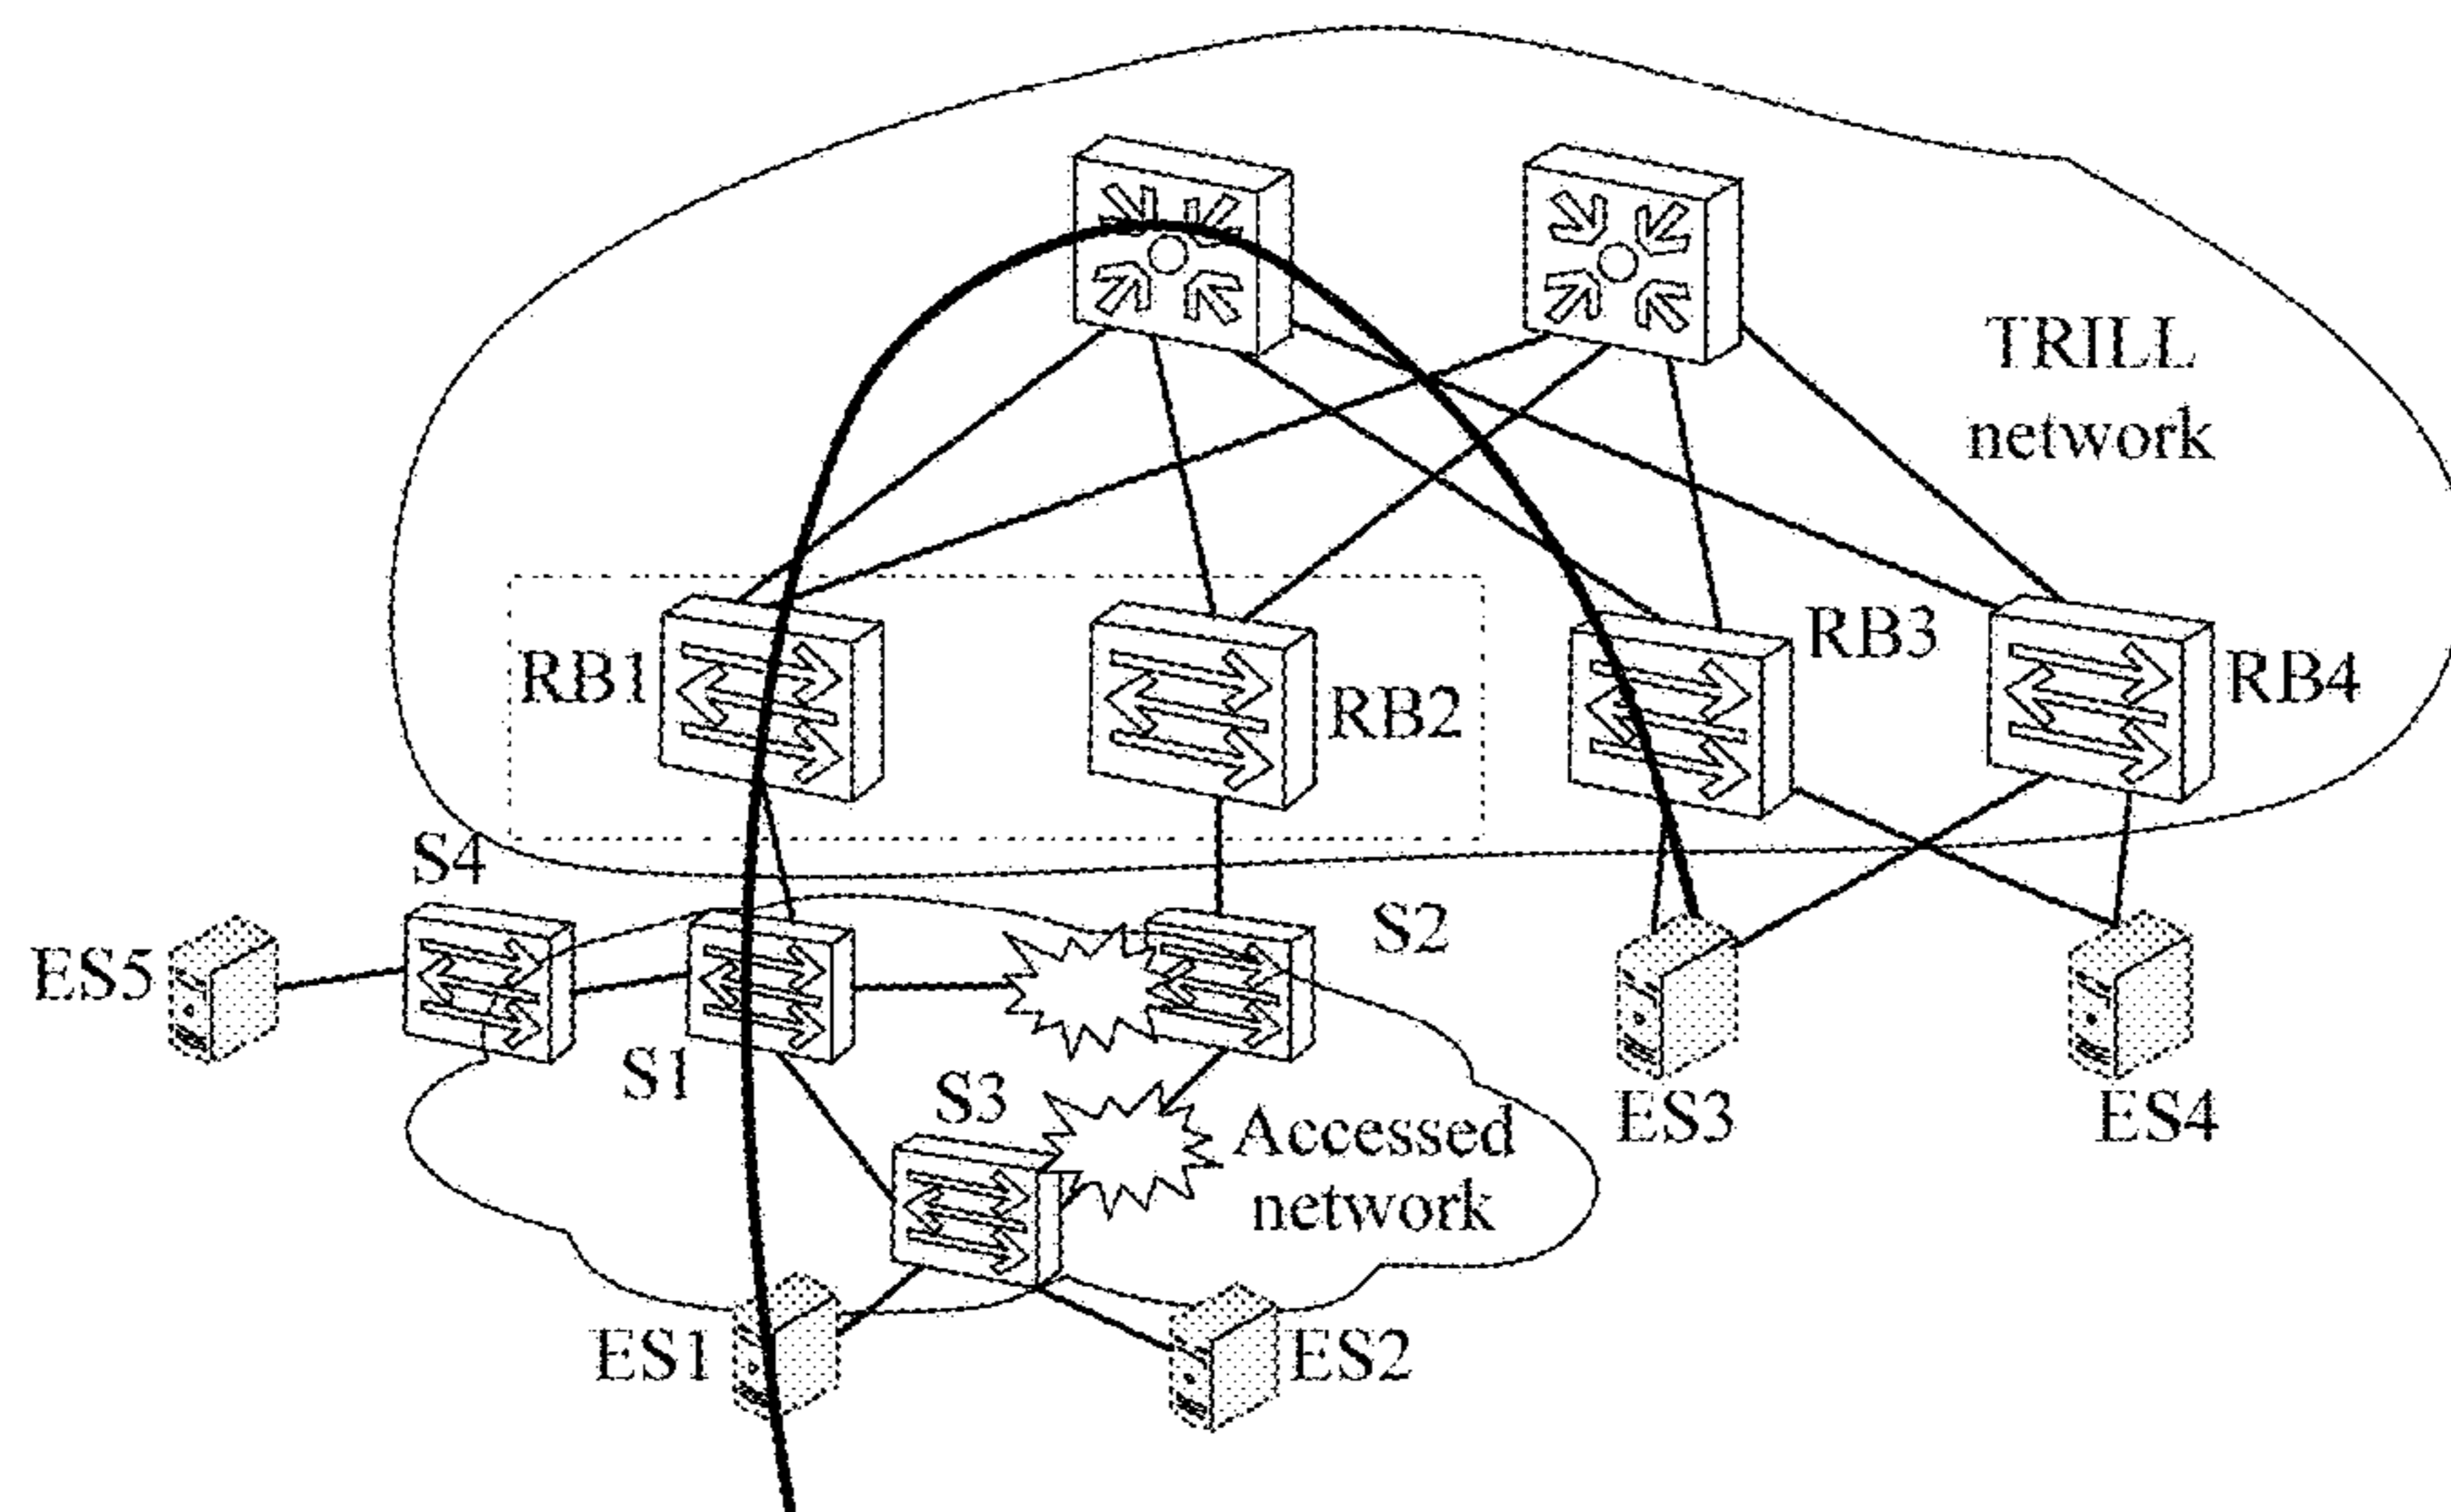 TRILL
network
RB1
RB2
RB3
RB4
S4
ES5
S1
S2
S3
Accessed
network
ES3
ES4
ES1
ES2